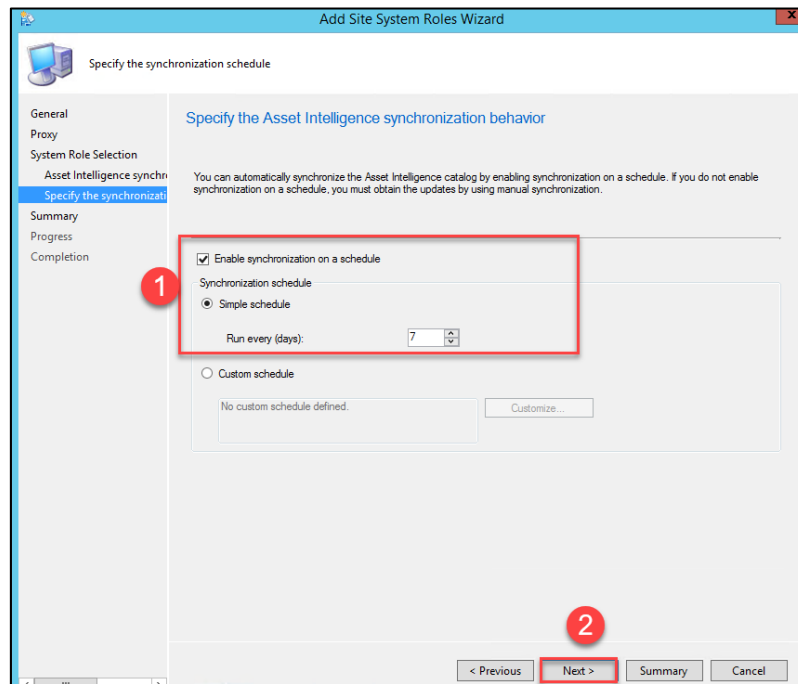 Add Site System Roles Wizard
x
Specify the synchronization schedule
General
Proxy
System Role Selection
Asset Intelligence synchr
Specify the synchronizati
Summary
Progress
Completion
Specify the Asset Intelligence synchronization behavior
You can automatically synchronize the Asset Intelligence catalog by enabling synchronization on a schedule. If you do not enable
synchronization on a schedule, you must obtain the updates by using manual synchronization.
1
Enable synchronization on a schedule
Synchronization schedule
Simple schedule
Run every (days): 7
Custom schedule
No custom schedule defined. Customize...
2
< Previous Next > Summary Cancel